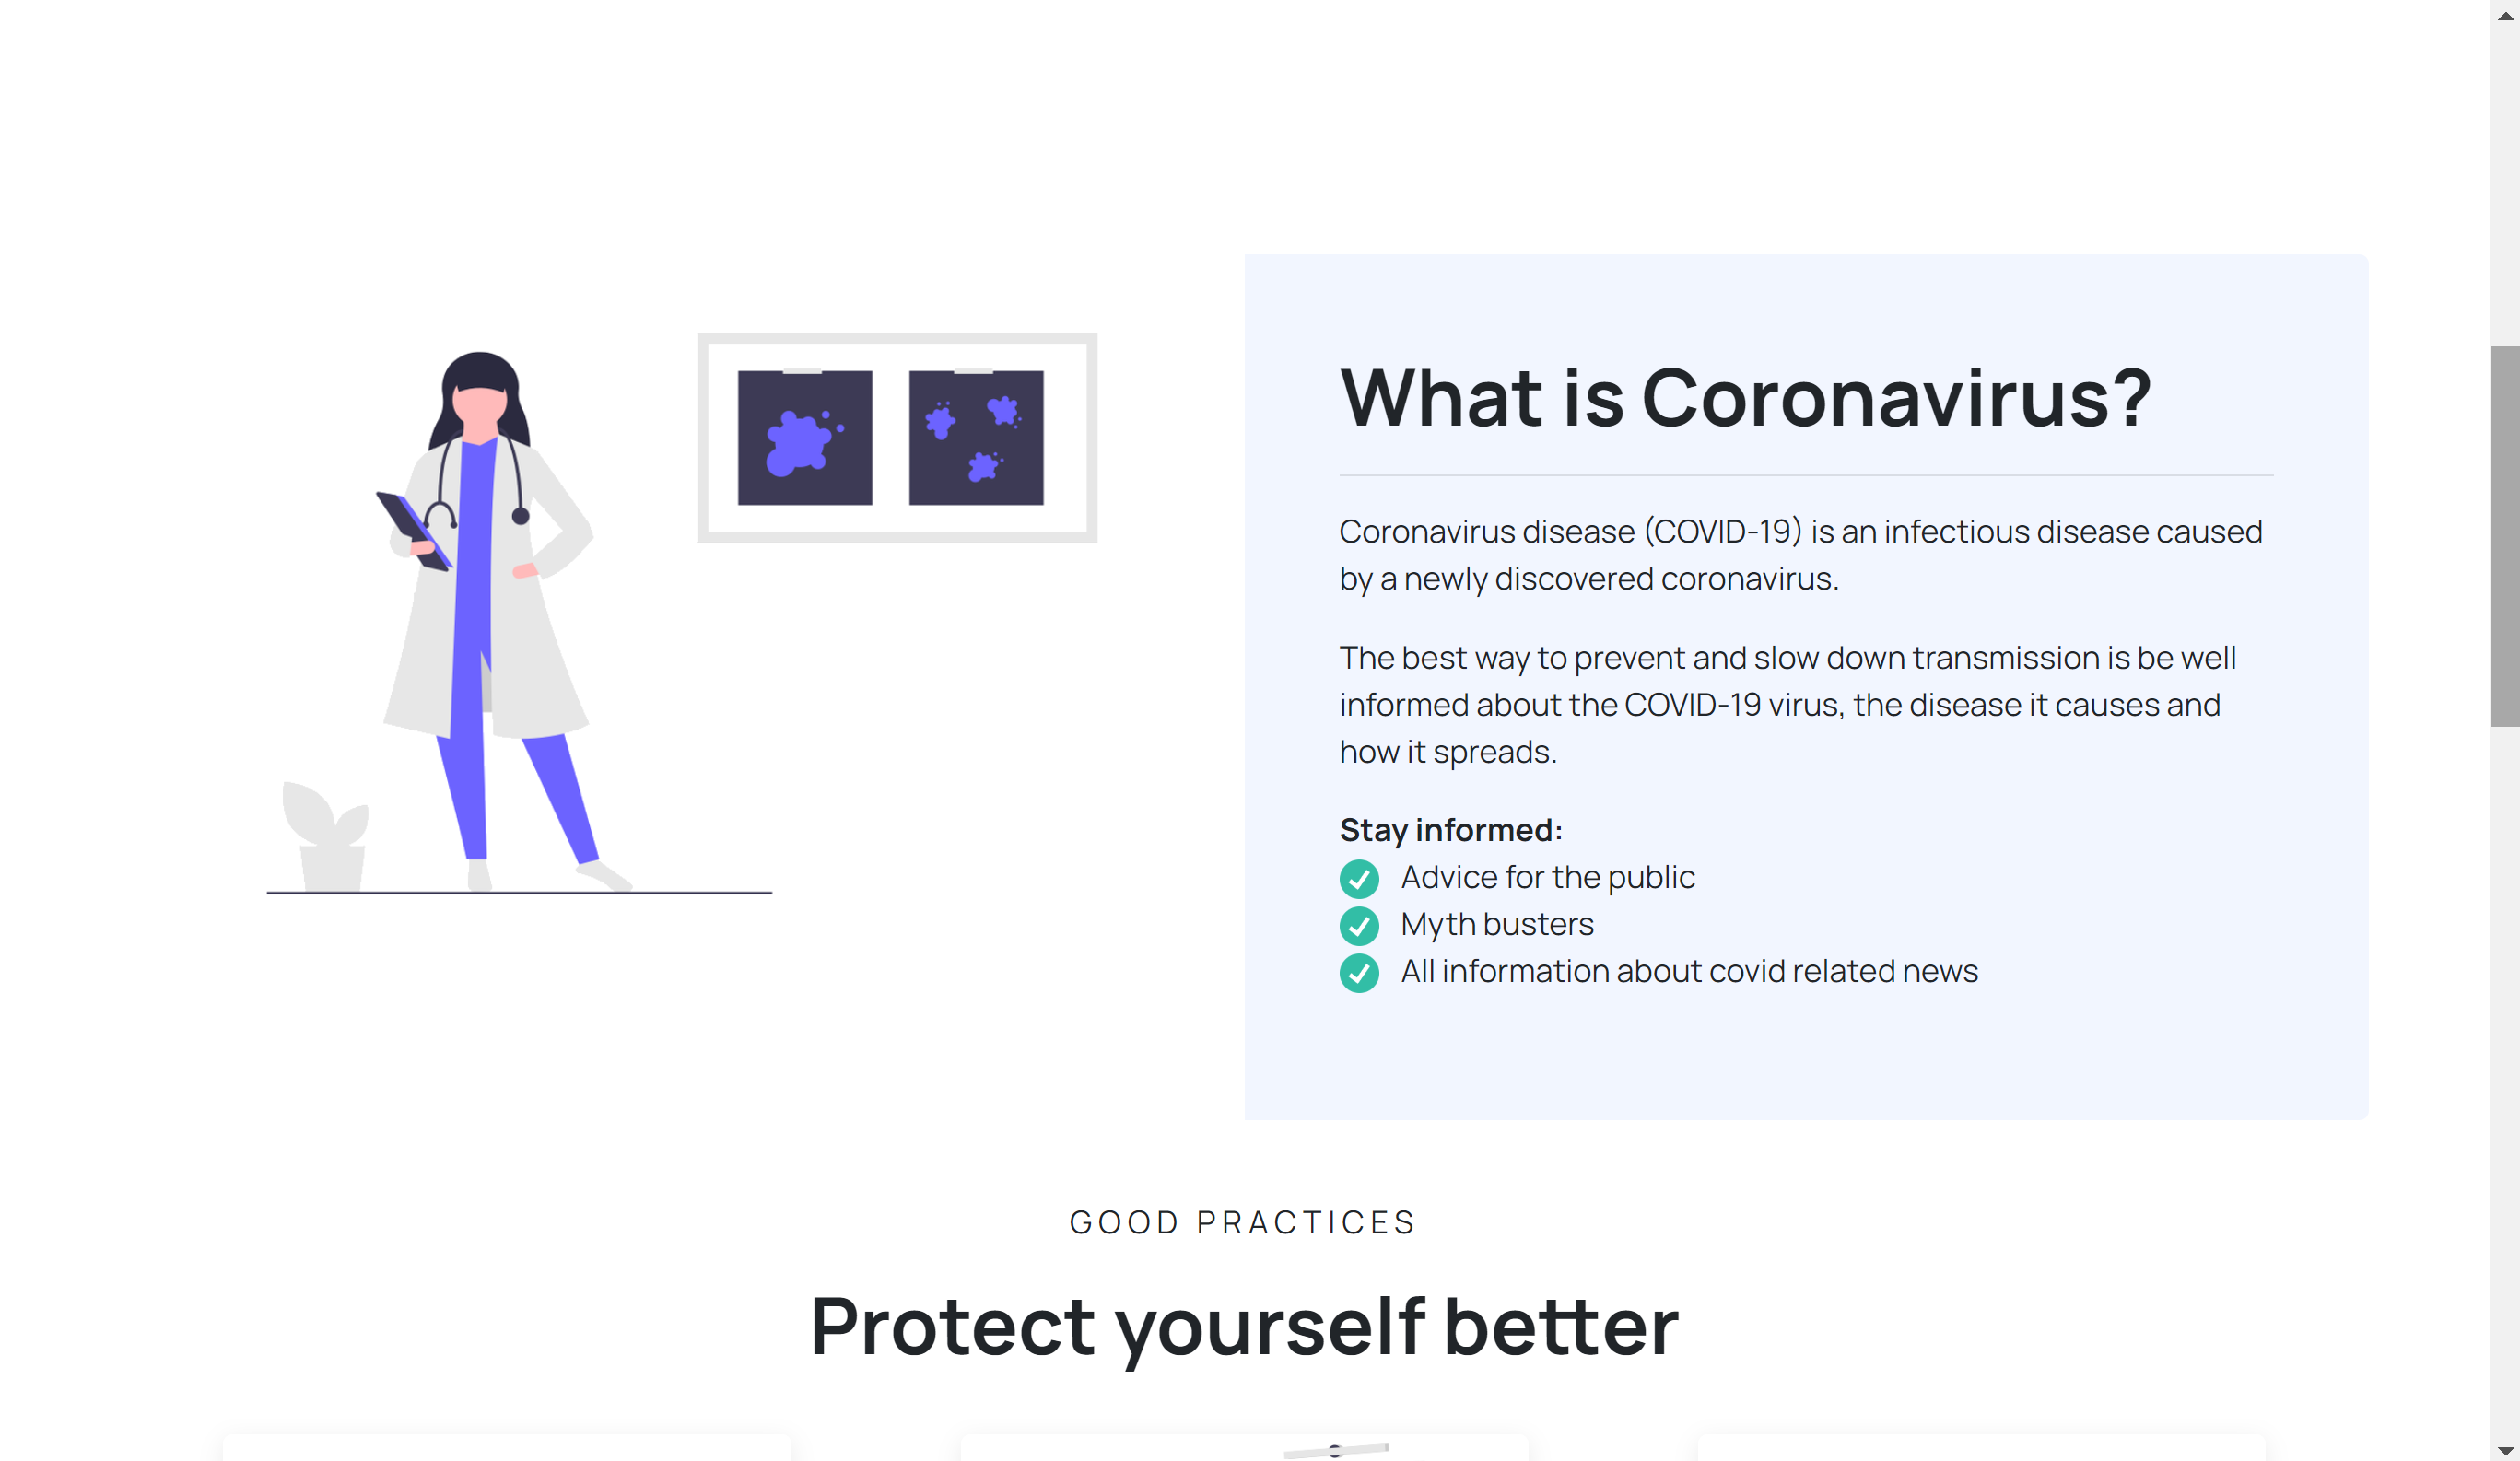 What is Coronavirus?
Coronavirus disease (COVID-19) is an infectious disease caused
by a newly discovered coronavirus.
The best way to prevent and slow down transmission is be well
informed about the COVID-19 virus, the disease it causes and
how it spreads.
Stay informed:
Advice for the public
Myth busters
All information about covid related news
GOOD PRACTICES
Protect yourself better